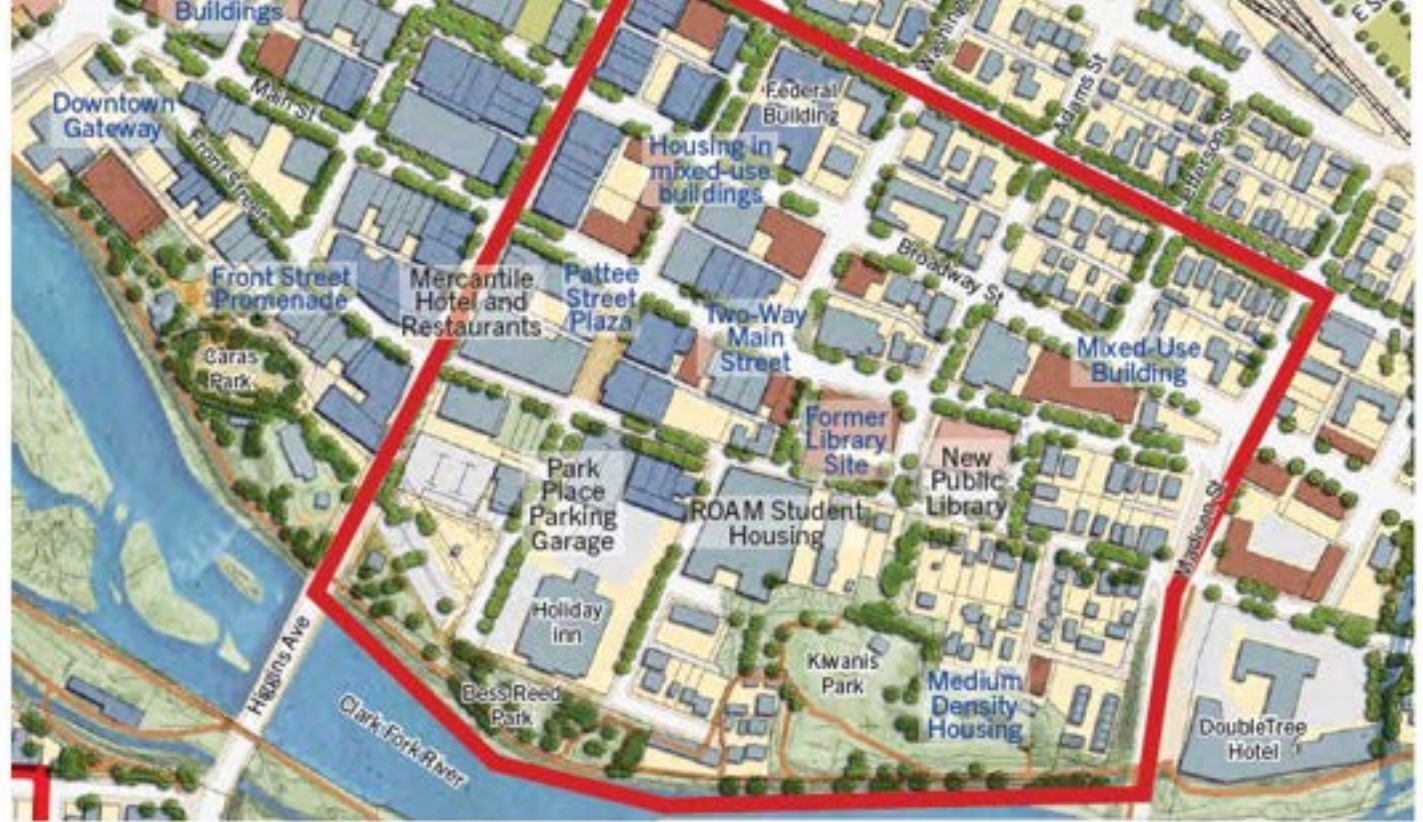 Buildings
Downtown
Gateway
Main St
Front Street
Federal
Building
Adams St
Housing in
mixed-use
buildings
Broadway St
Front Street
Promenade
Mercantile
Hotel and
Restaurants
Pattee
Street
Plaza
Two-Way
Main
Street
Mixed-Use
Building
Caras
Park
Former
Library
Site
New
Public
Library
Park
Place
Parking
Garage
ROAM Student
Housing
Madison St
Holiday
inn
Higgins Ave
Kiwanis
Park
Bess Reed
Park
Medium
Density
Housing
Clark Fork River
DoubleTree
Hotel